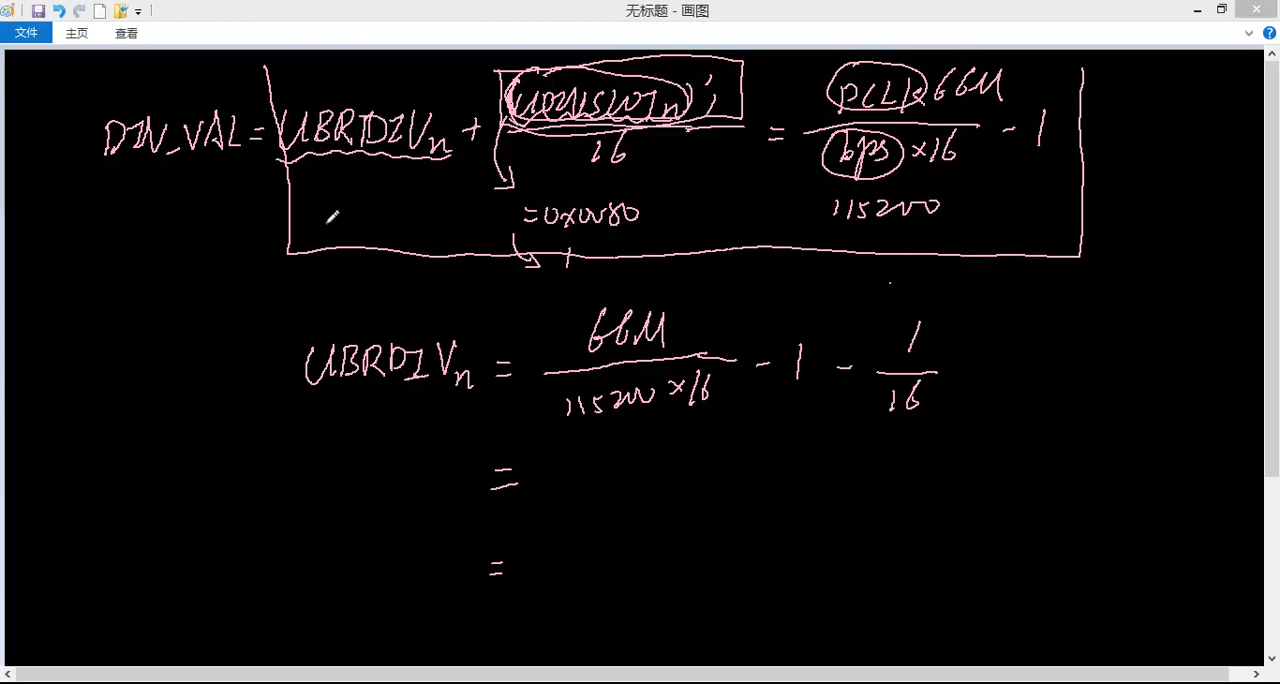 无标题 - 画图
文件 主页 查看
DIV_VAL = UBRDIVn + (UDIVSLOTn)' / 16 = PCLK 66M / bps × 16 - 1
= 0x0080 115200
1
UBRDIVn = 66M / 115200 × 16 - 1 - 1 / 16
=
=